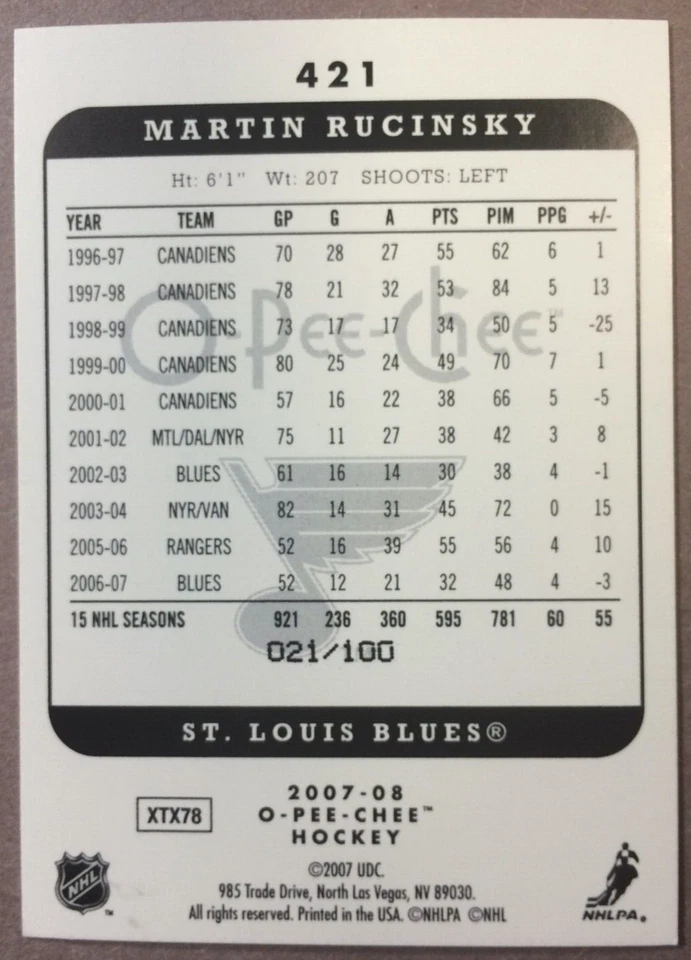 421
MARTIN RUCINSKY
Ht: 6'1" Wt: 207 SHOOTS: LEFT
YEAR TEAM GP G A PTS PIM PPG +/-
1996-97 CANADIENS 70 28 27 55 62 6 1
1997-98 CANADIENS 78 21 32 53 84 5 13
1998-99 CANADIENS 73 17 17 34 50 5 -25
O-Pee-Chee™
1999-00 CANADIENS 80 25 24 49 70 7 1
2000-01 CANADIENS 57 16 22 38 66 5 -5
2001-02 MTL/DAL/NYR 75 11 27 38 42 3 8
2002-03 BLUES 61 16 14 30 38 4 -1
2003-04 NYR/VAN 82 14 31 45 72 0 15
2005-06 RANGERS 52 16 39 55 56 4 10
2006-07 BLUES 52 12 21 32 48 4 -3
15 NHL SEASONS 921 236 360 595 781 60 55
021/100
ST. LOUIS BLUES®
2007-08
XTX78 O-PEE-CHEE™
HOCKEY
©2007 UDC.
985 Trade Drive, North Las Vegas, NV 89030.
All rights reserved. Printed in the USA. ©NHLPA ©NHL
NHL™
NHLPA®